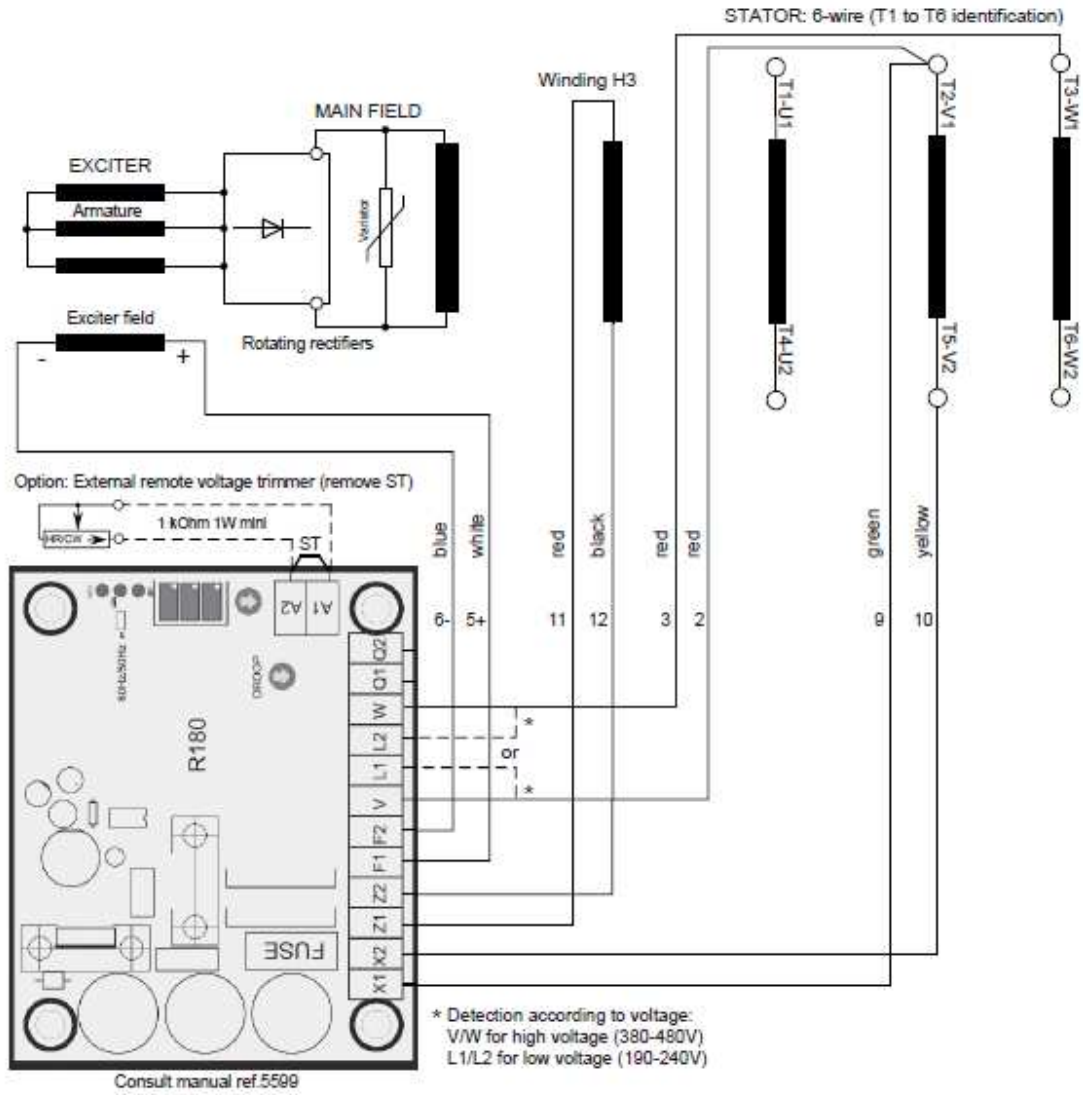 STATOR: 6-wire (T1 to T6 identification)
Winding H3
T1-U1
T2-V1
T3-W1
MAIN FIELD
EXCITER
Armature
Varistor
T4-U2
T5-V2
T6-W2
Exciter field
- +
Rotating rectifiers
Option: External remote voltage trimmer (remove ST)
1 kOhm 1W mini
ST
blue
white
red
black
red
red
green
yellow
A2 A1
6- 5+ 11 12 3 2 9 10
60Hz/50Hz
DROOP
R180
Q2
Q1
W
*
L2
or
L1
*
V
F2
F1
Z2
Z1
FUSE
X2
X1
* Detection according to voltage:
V/W for high voltage (380-480V)
L1/L2 for low voltage (190-240V)
Consult manual ref.5599